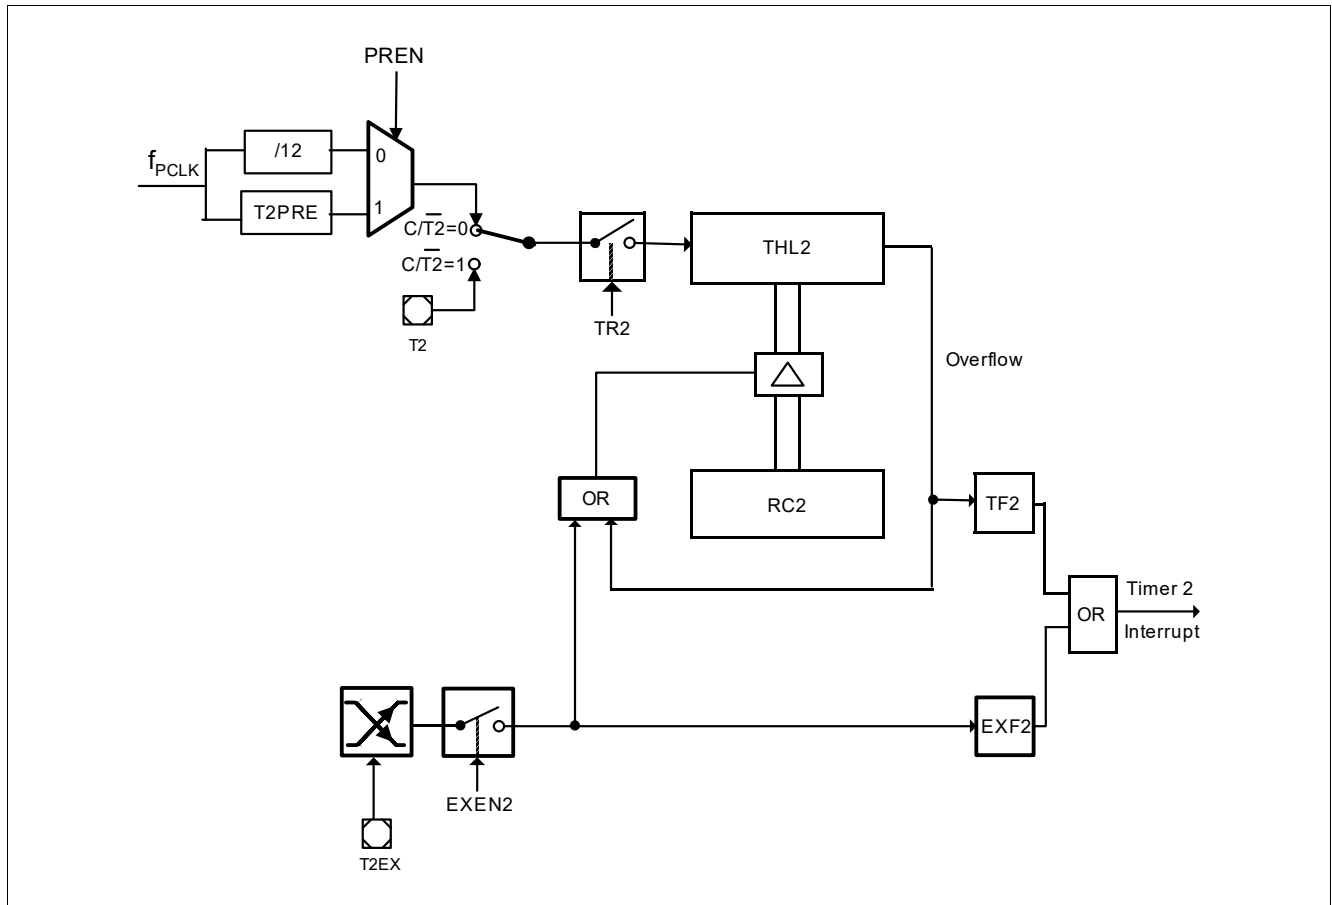 PREN
/12
0
fPCLK
T2PRE
1
C/T2=0
C/T2=1
THL2
T2
TR2
Overflow
OR
RC2
TF2
Timer 2
OR
Interrupt
EXF2
EXEN2
T2EX